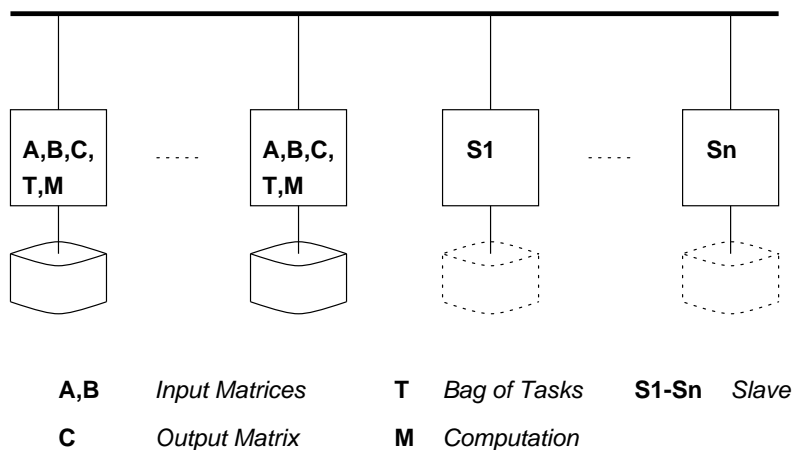 A,B,C,
T,M
.....
A,B,C,
T,M
S1
.....
Sn
A,B Input Matrices T Bag of Tasks S1-Sn Slave
C Output Matrix M Computation